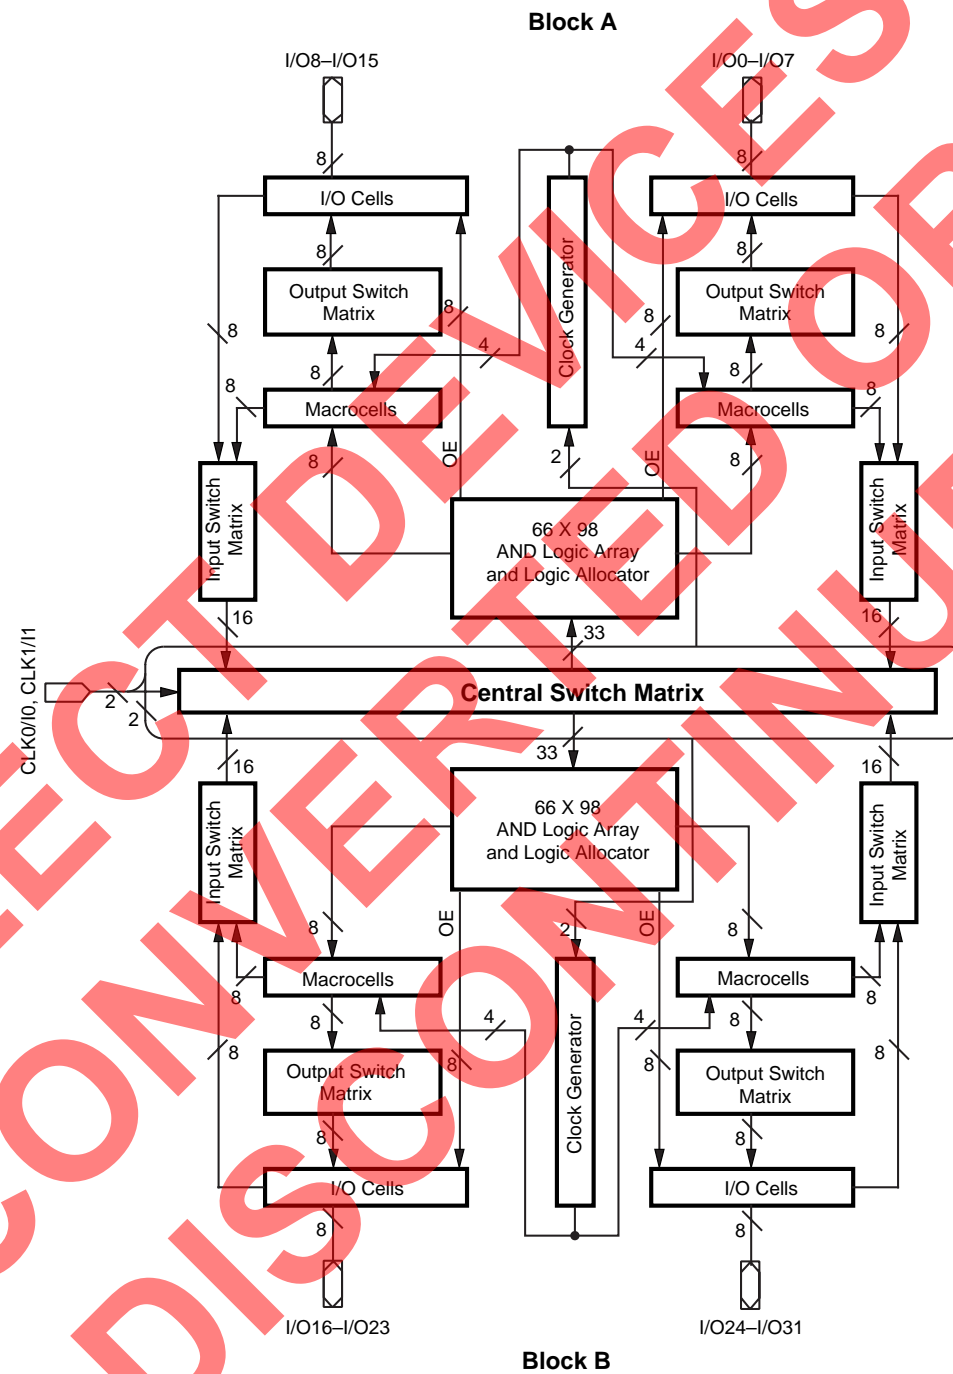 Block A
I/O8–I/O15
I/O0–I/O7
8
8
I/O Cells
I/O Cells
8
8
Clock Generator
Output Switch
Matrix
Output Switch
Matrix
8
8
8
8
4
4
8
8
8
8
Macrocells
Macrocells
OE
OE
8
2
8
Input Switch
Matrix
66 X 98
AND Logic Array
and Logic Allocator
Input Switch
Matrix
16
33
16
CLK0/I0, CLK1/I1
2
2
Central Switch Matrix
33
16
16
Input Switch
Matrix
66 X 98
AND Logic Array
and Logic Allocator
Input Switch
Matrix
8
OE
2
OE
8
Macrocells
Macrocells
8
8
8
4
4
8
Clock Generator
8
8
8
8
Output Switch
Matrix
Output Switch
Matrix
8
8
I/O Cells
I/O Cells
8
8
I/O16–I/O23
I/O24–I/O31
Block B